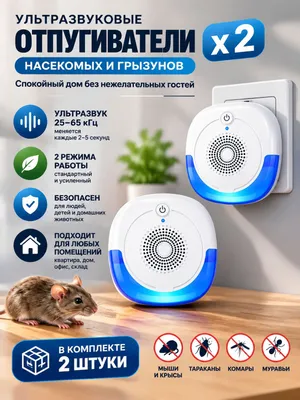 УЛЬТРАЗВУКОВЫЕ
ОТПУГИВАТЕЛИ
x2
НАСЕКОМЫХ И ГРЫЗУНОВ
Спокойный дом без нежелательных гостей
УЛЬТРАЗВУК
25–65 кГц
меняется
каждые 2–5 секунд
2 РЕЖИМА
РАБОТЫ
стандартный
и усиленный
БЕЗОПАСЕН
для людей,
детей и домашних
животных
ПОДХОДИТ
ДЛЯ ЛЮБЫХ
ПОМЕЩЕНИЙ
квартира, дом,
офис, склад
В КОМПЛЕКТЕ
2 ШТУКИ
МЫШИ
И КРЫСЫ
ТАРАКАНЫ
КОМАРЫ
МУРАВЬИ